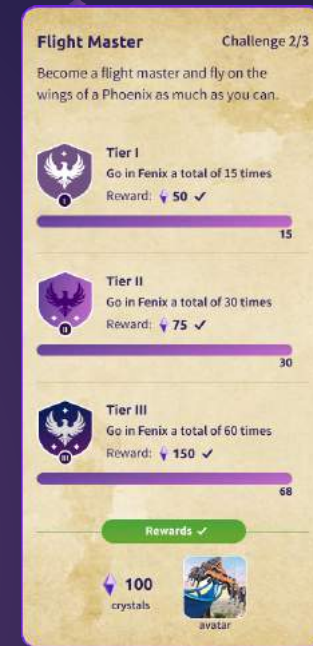 Flight Master Challenge 2/3
Become a flight master and fly on the
wings of a Phoenix as much as you can.
Tier I
Go in Fenix a total of 15 times
Reward: 50
I
15
Tier II
Go in Fenix a total of 30 times
Reward: 75
II
30
Tier III
Go in Fenix a total of 60 times
Reward: 150
III
68
Rewards
100
crystals
avatar